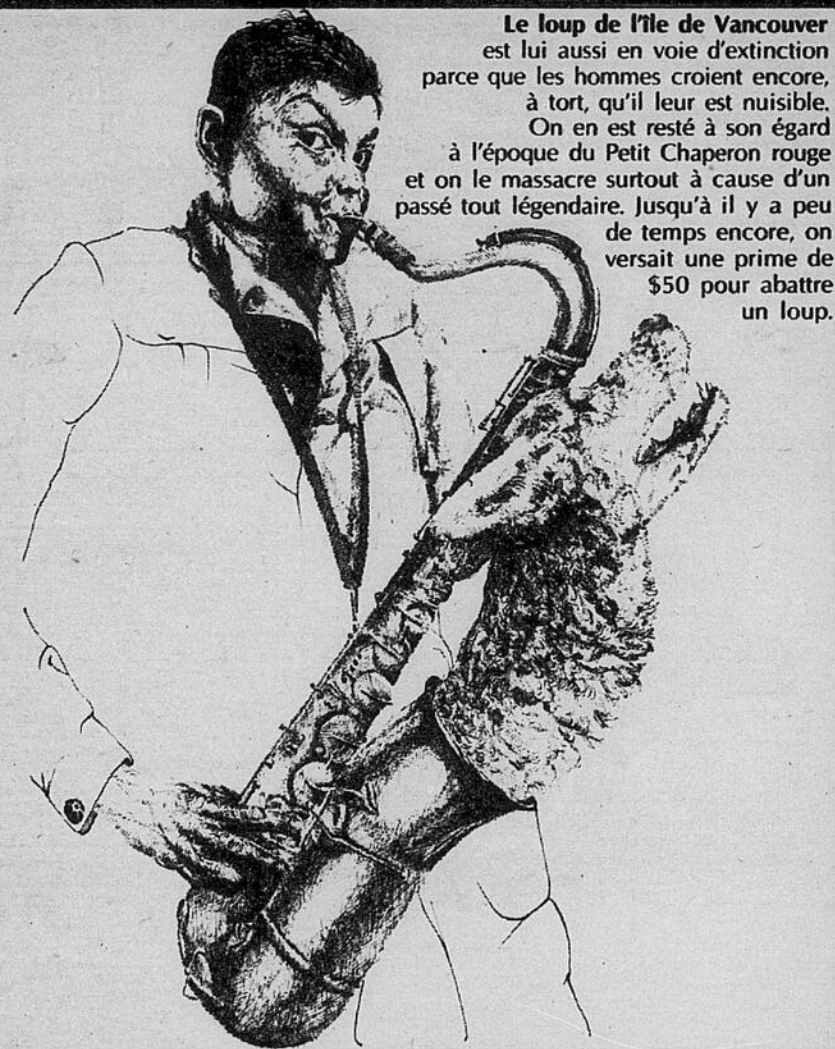 Le loup de l'île de Vancouver
est lui aussi en voie d'extinction
parce que les hommes croient encore,
à tort, qu'il leur est nuisible.
On en est resté à son égard
à l'époque du Petit Chaperon rouge
et on le massacre surtout à cause d'un
passé tout légendaire. Jusqu'à il y a peu
de temps encore, on
versait une prime de
$50 pour abattre
un loup.